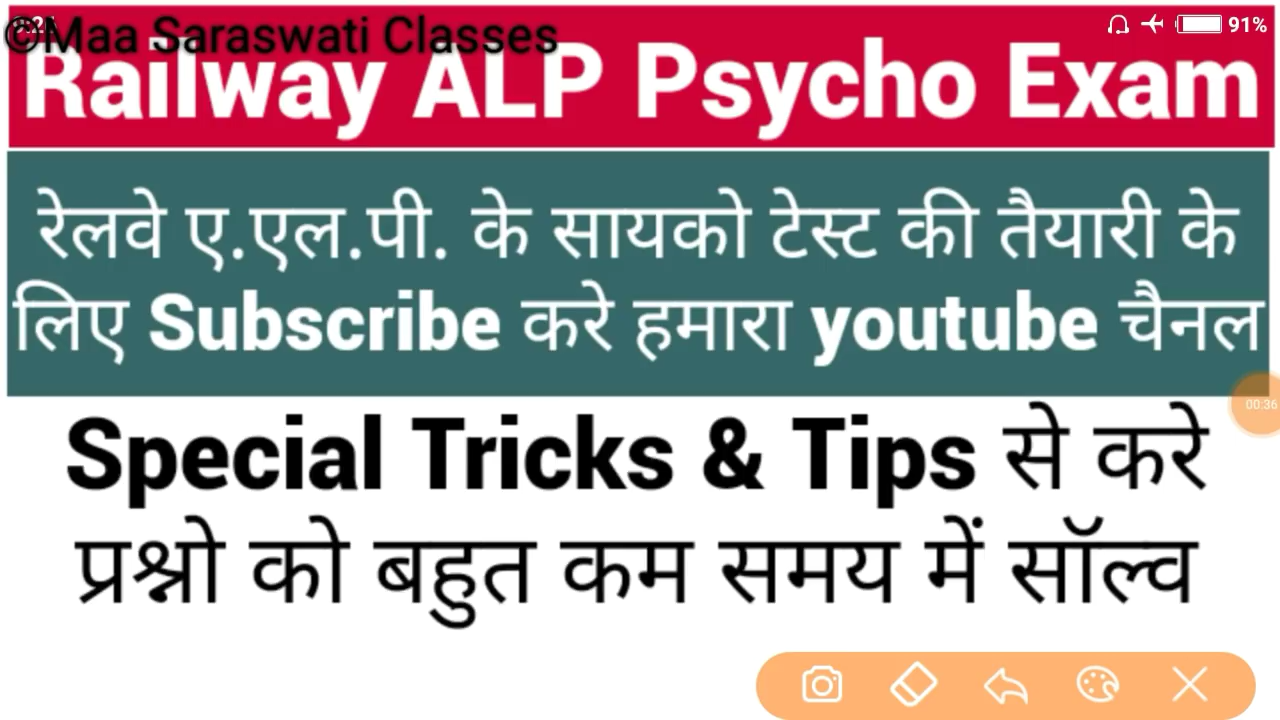 ©Maa Saraswati Classes
91%
Railway ALP Psycho Exam
रेलवे ए.एल.पी. के सायको टेस्ट की तैयारी के
लिए Subscribe करे हमारा youtube चैनल
00:36
Special Tricks & Tips से करे
प्रश्नो को बहुत कम समय में सॉल्व